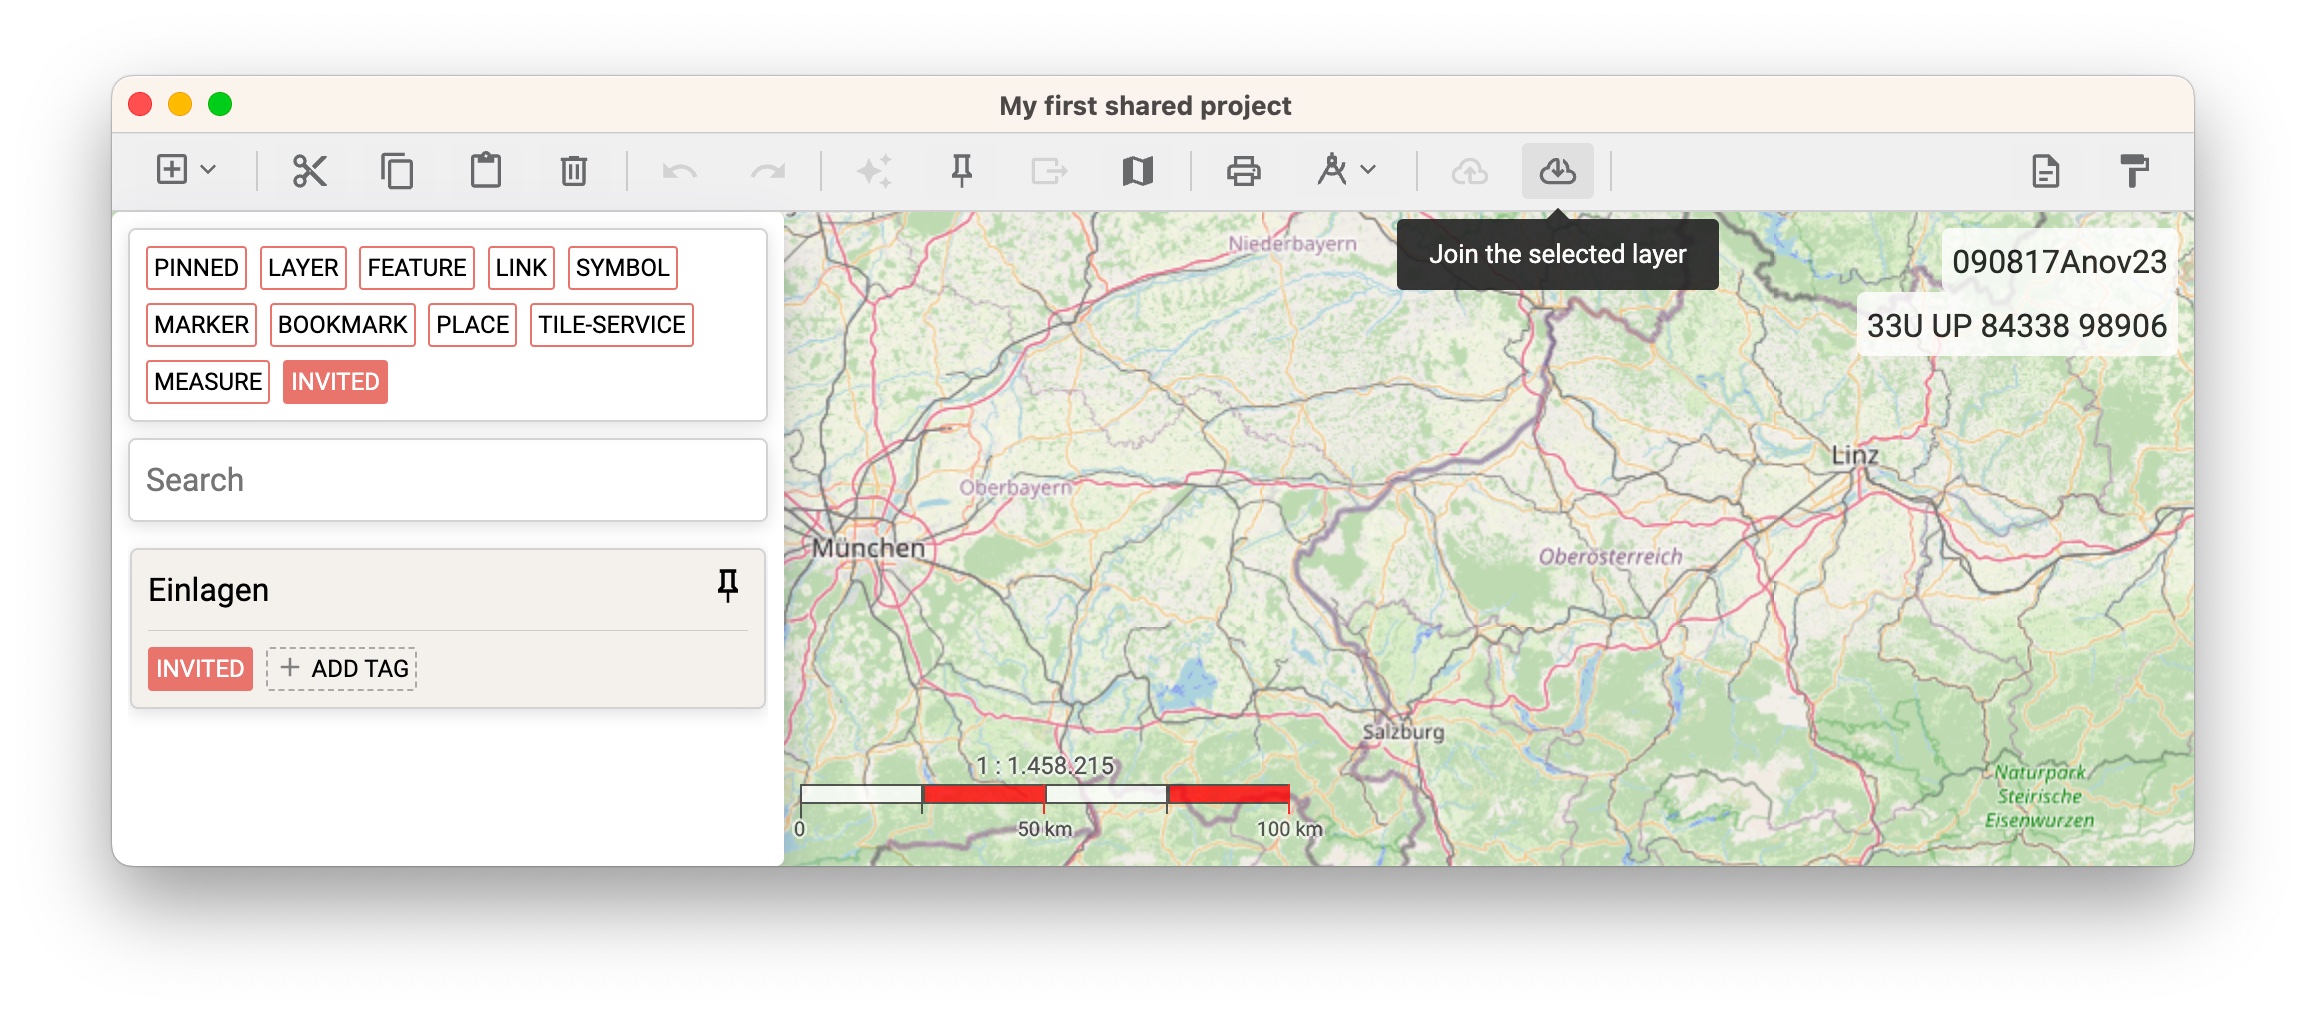 My first shared project
Join the selected layer
PINNED LAYER FEATURE LINK SYMBOL
MARKER BOOKMARK PLACE TILE-SERVICE
MEASURE INVITED
Search
Einlagen
INVITED + ADD TAG
090817Anov23
33U UP 84338 98906
Niederbayern
Linz
Oberbayern
München
Oberösterreich
Salzburg
Naturpark
Steirische
Eisenwurzen
1 : 1.458.215
0 50 km 100 km